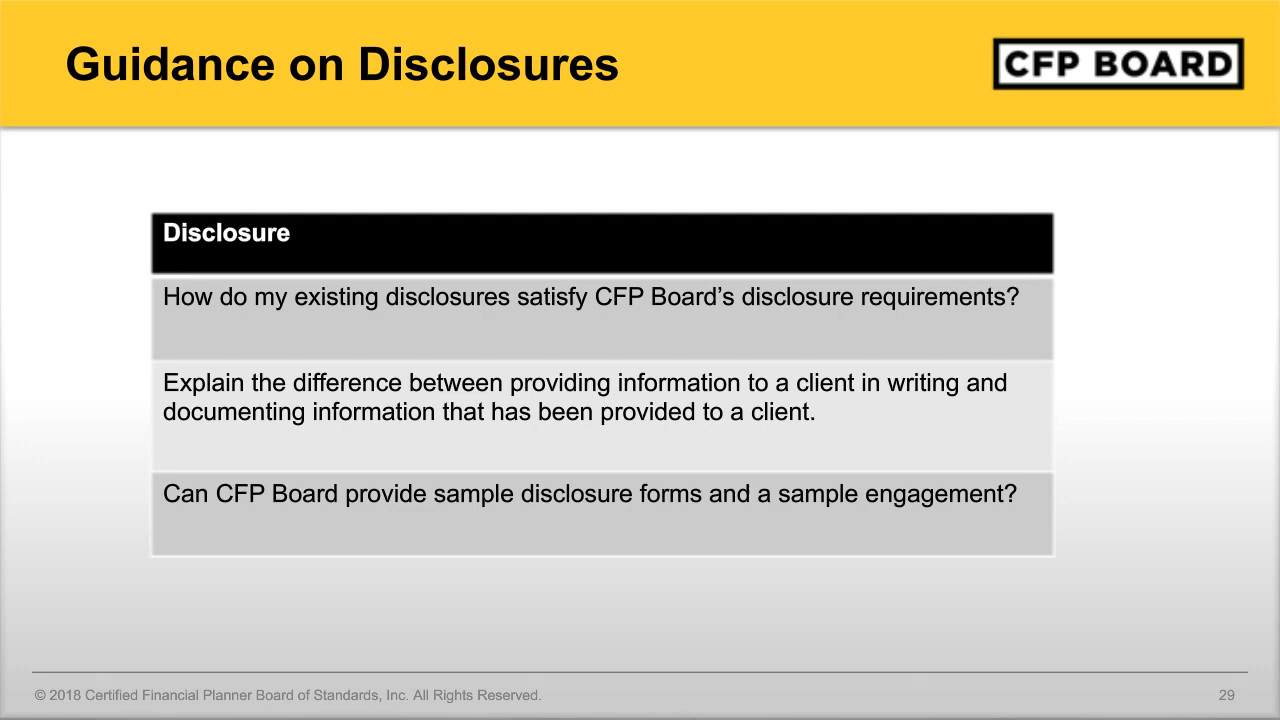 Guidance on Disclosures
CFP BOARD
Disclosure
How do my existing disclosures satisfy CFP Board’s disclosure requirements?
Explain the difference between providing information to a client in writing and
documenting information that has been provided to a client.
Can CFP Board provide sample disclosure forms and a sample engagement?
© 2018 Certified Financial Planner Board of Standards, Inc. All Rights Reserved.
29